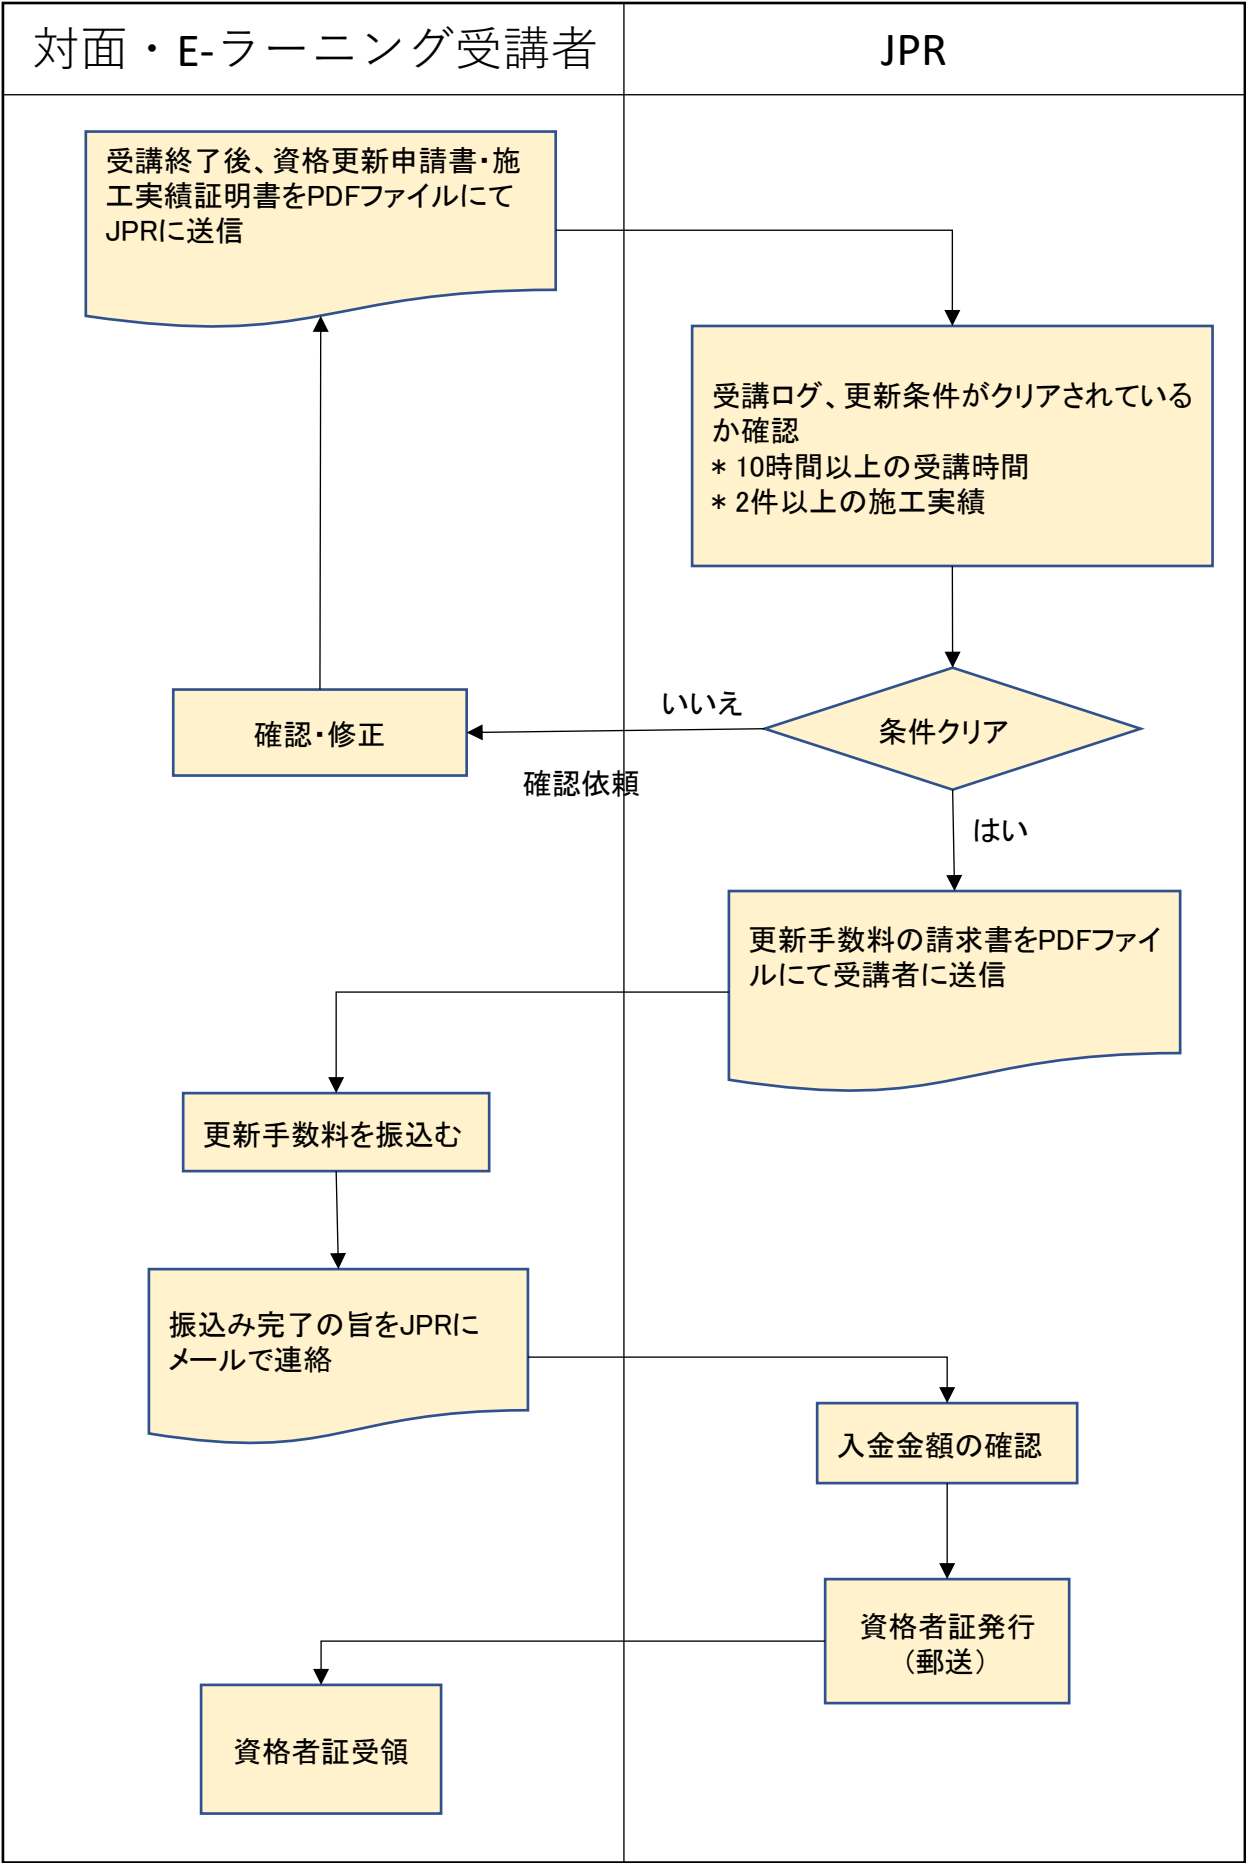 対面・E-ラーニング受講者
JPR
受講終了後、資格更新申請書・施
工実績証明書をPDFファイルにて
JPRに送信
受講ログ、更新条件がクリアされている
か確認
* 10時間以上の受講時間
* 2件以上の施工実績
条件クリア
いいえ
確認依頼
確認・修正
はい
更新手数料の請求書をPDFファイ
ルにて受講者に送信
更新手数料を振込む
振込み完了の旨をJPRに
メールで連絡
入金金額の確認
資格者証発行
（郵送）
資格者証受領